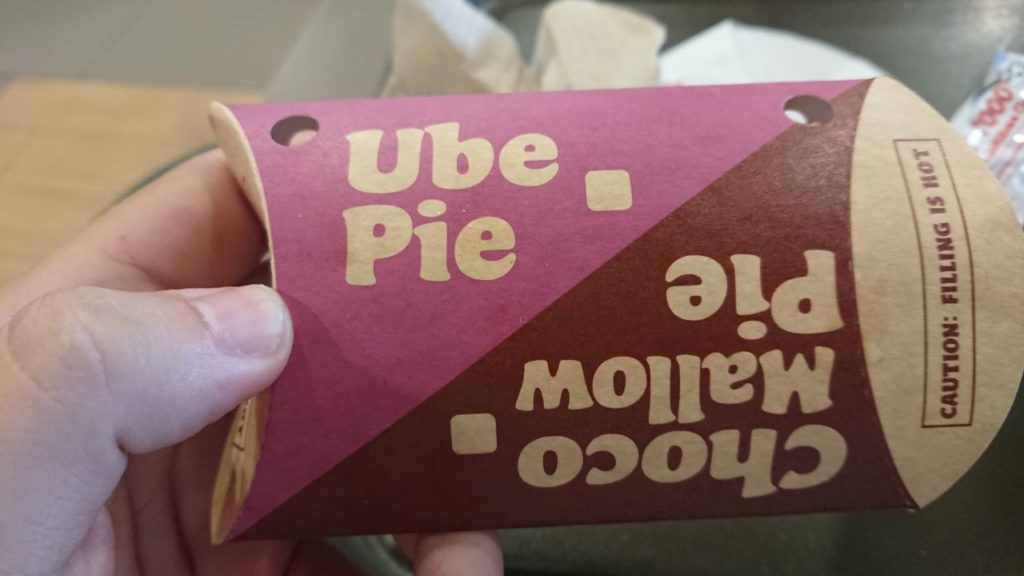 Ube
Pie
Choco
Mallow
Pie
CAUTION: FILLING IS HOT